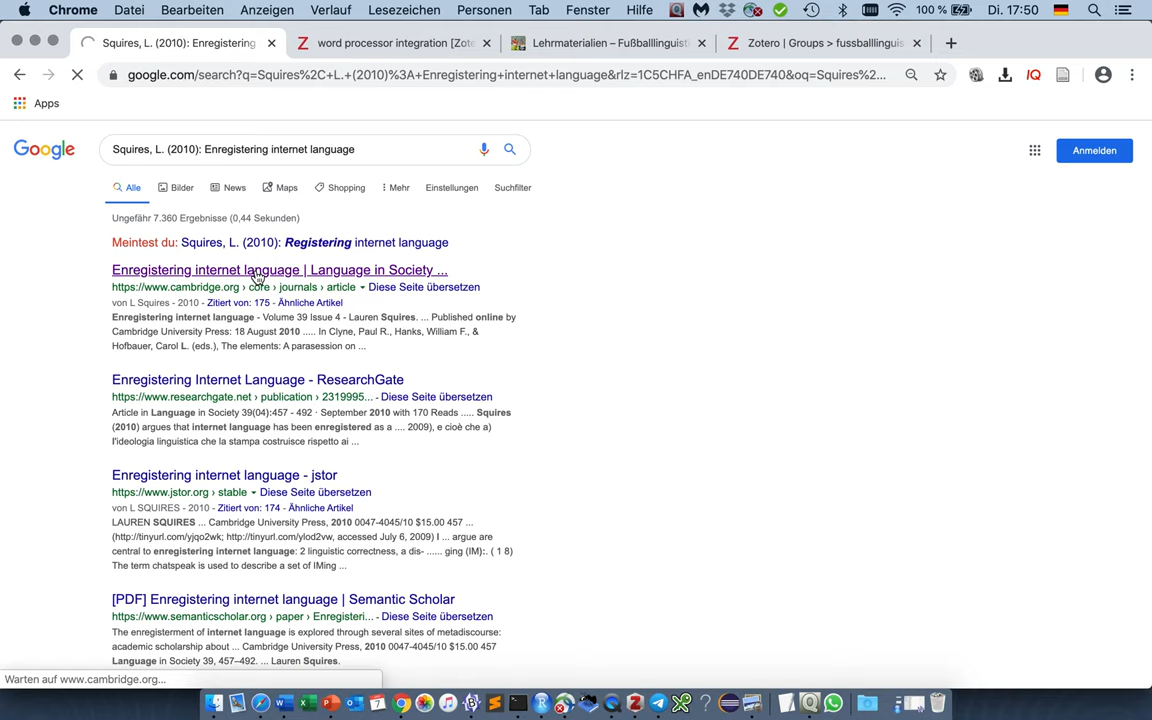 Chrome Datei Bearbeiten Anzeigen Verlauf Lesezeichen Personen Tab Fenster Hilfe 100 % Di. 17:50
Squires, L. (2010): Enregistering word processor integration [Zote Lehrmaterialien – Fußballlinguisti Zotero | Groups > fussballlinguis
google.com/search?q=Squires%2C+L.+(2010)%3A+Enregistering+internet+language&rlz=1C5CHFA_enDE740DE740&oq=Squires%2...
Apps
Google Squires, L. (2010): Enregistering internet language Anmelden
Alle Bilder News Maps Shopping Mehr Einstellungen Suchfilter
Ungefähr 7.360 Ergebnisse (0,44 Sekunden)
Meintest du: Squires, L. (2010): Registering internet language
Enregistering internet language | Language in Society ...
https://www.cambridge.org › core › journals › article Diese Seite übersetzen
von L Squires - 2010 - Zitiert von: 175 - Ähnliche Artikel
Enregistering internet language - Volume 39 Issue 4 - Lauren Squires. ... Published online by
Cambridge University Press: 18 August 2010 ..... In Clyne, Paul R., Hanks, William F., &
Hofbauer, Carol L. (eds.), The elements: A parasession on ...
Enregistering Internet Language - ResearchGate
https://www.researchgate.net › publication › 2319995... - Diese Seite übersetzen
Article in Language in Society 39(04):457 - 492 · September 2010 with 170 Reads ..... Squires
(2010) argues that internet language has been enregistered as a .... 2009), e cioè che a)
l'ideologia linguistica che la stampa costruisce rispetto ai ...
Enregistering internet language - jstor
https://www.jstor.org › stable Diese Seite übersetzen
von L SQUIRES - 2010 - Zitiert von: 174 - Ähnliche Artikel
LAUREN SQUIRES ... Cambridge University Press, 2010 0047-4045/10 $15.00 457 ...
(http://tinyurl.com/yjqo2wk; http://tinyurl.com/ylod2vw, accessed July 6, 2009) I ... argue are
central to enregistering internet language: 2 linguistic correctness, a dis- ...... ging (IM):. ( 1 8)
The term chatspeak is used to describe a set of IMing ...
[PDF] Enregistering internet language | Semantic Scholar
https://www.semanticscholar.org › paper › Enregisteri... - Diese Seite übersetzen
The enregisterment of internet language is explored through several sites of metadiscourse:
academic scholarship about ... Cambridge University Press, 2010 0047-4045/10 $15.00 457
Language in Society 39, 457–492. ... Lauren Squires.
Warten auf www.cambridge.org...